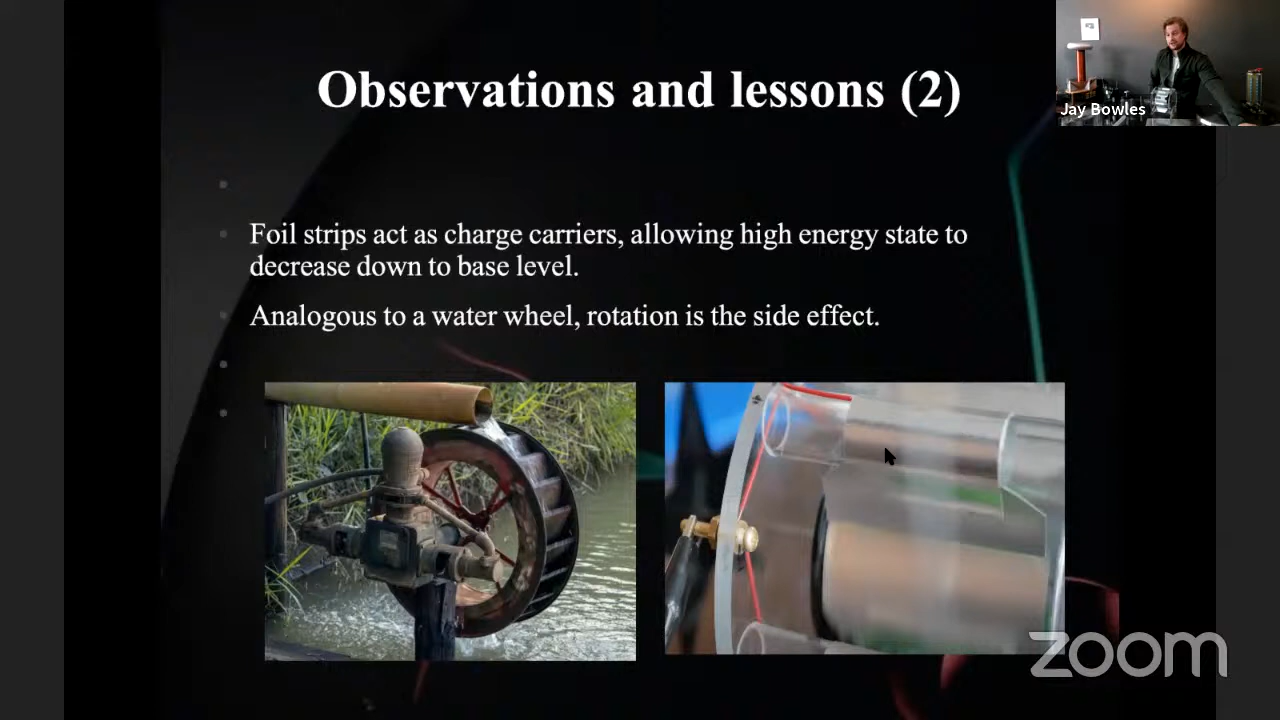 Observations and lessons (2)
Jay Bowles
Foil strips act as charge carriers, allowing high energy state to
decrease down to base level.
Analogous to a water wheel, rotation is the side effect.
zoom